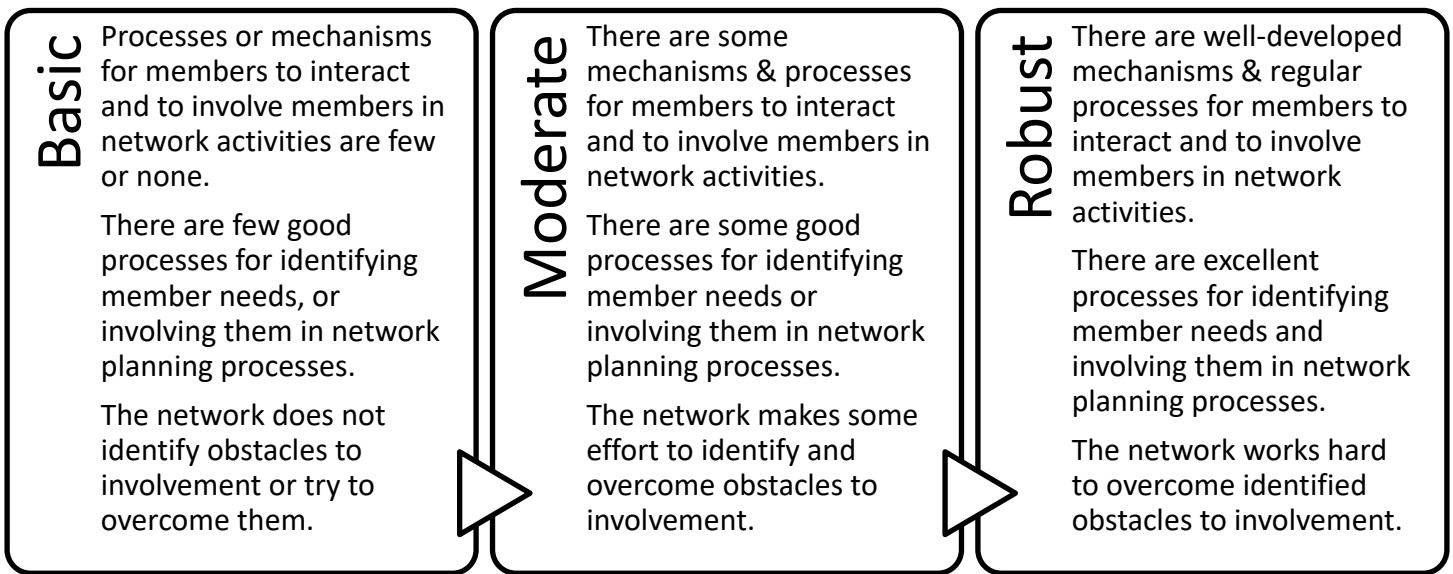 Basic
Processes or mechanisms
for members to interact
and to involve members in
network activities are few
or none.
There are few good
processes for identifying
member needs, or
involving them in network
planning processes.
The network does not
identify obstacles to
involvement or try to
overcome them.
Moderate
There are some
mechanisms & processes
for members to interact
and to involve members in
network activities.
There are some good
processes for identifying
member needs or
involving them in network
planning processes.
The network makes some
effort to identify and
overcome obstacles to
involvement.
Robust
There are well-developed
mechanisms & regular
processes for members to
interact and to involve
members in network
activities.
There are excellent
processes for identifying
member needs and
involving them in network
planning processes.
The network works hard
to overcome identified
obstacles to involvement.